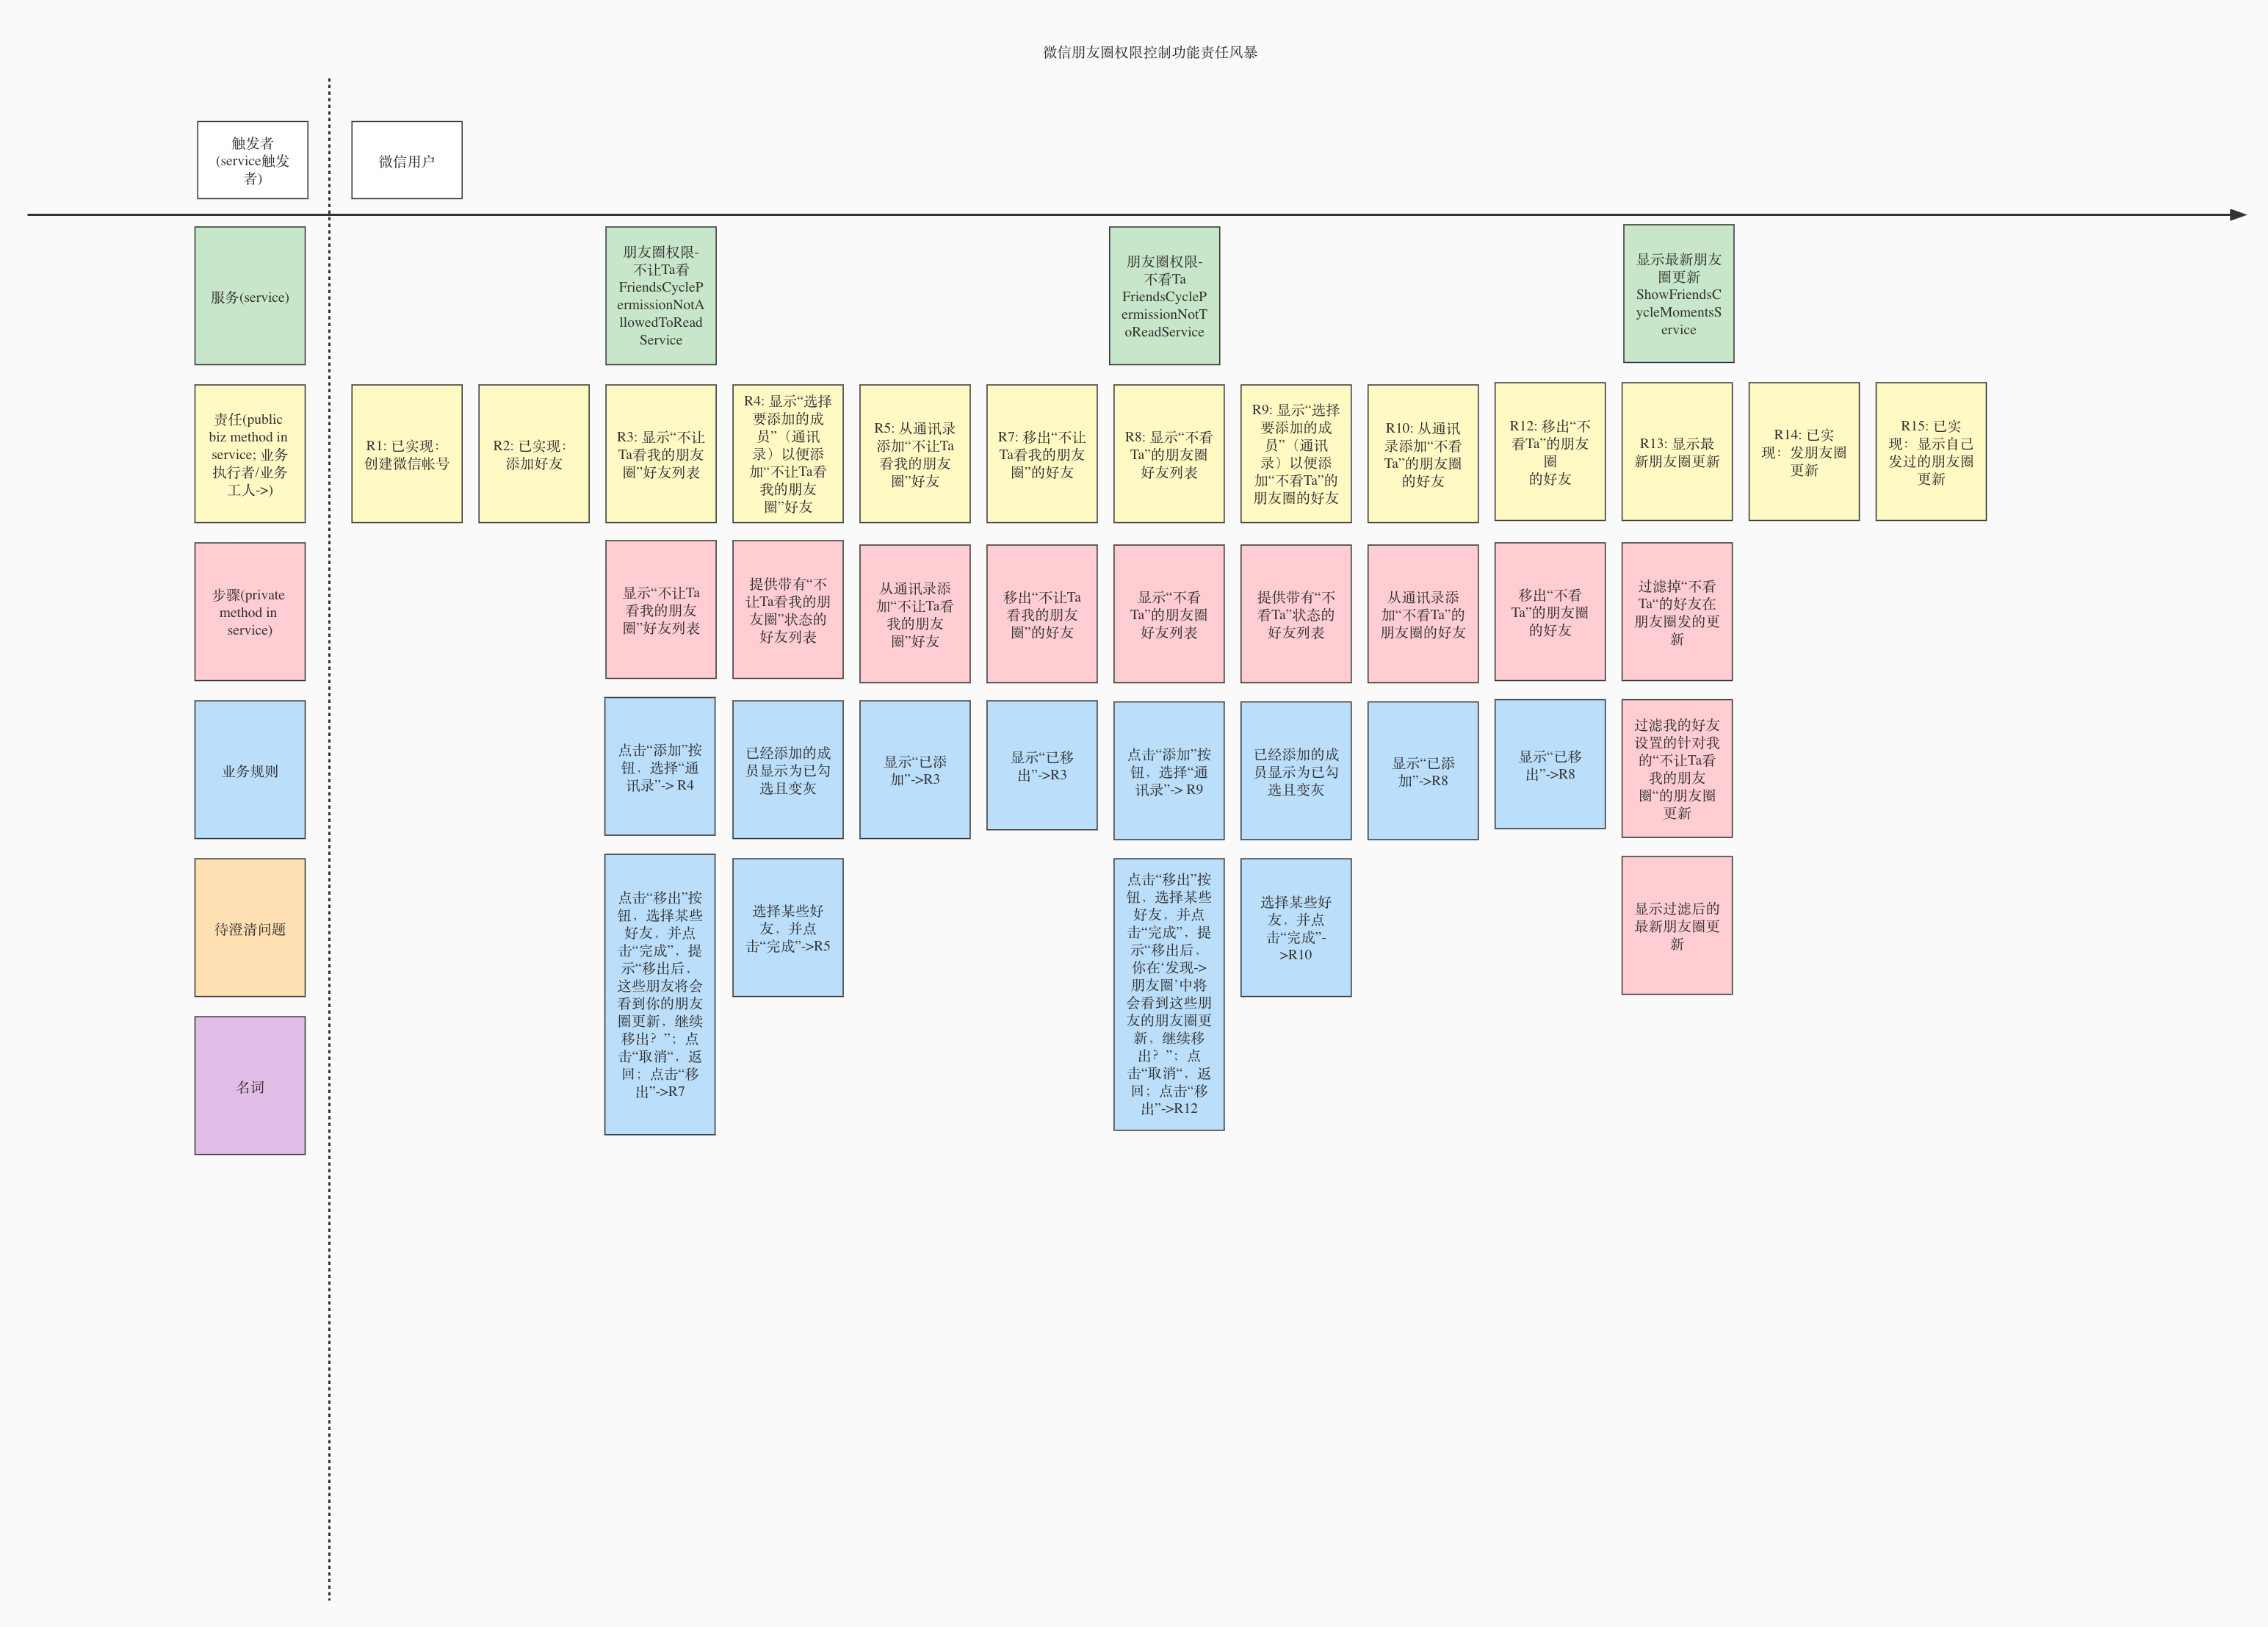 微信朋友圈权限控制功能责任风暴
触发者
(service触发
者)
微信用户
服务(service)
朋友圈权限-
不让Ta看
FriendsCycleP
ermissionNotA
llowedToRead
Service
朋友圈权限-
不看Ta
FriendsCycleP
ermissionNotT
oReadService
显示最新朋友
圈更新
ShowFriendsC
ycleMomentsS
ervice
责任(public
biz method in
service; 业务
执行者/业务
工人->)
R1: 已实现：
创建微信帐号
R2: 已实现：
添加好友
R3: 显示“不让
Ta看我的朋友
圈”好友列表
R4: 显示“选择
要添加的成
员”（通讯
录）以便添
加“不让Ta看
我的朋友
圈”好友
R5: 从通讯录
添加“不让Ta
看我的朋友
圈”好友
R7: 移出“不让
Ta看我的朋友
圈”的好友
R8: 显示“不看
Ta”的朋友圈
好友列表
R9: 显示“选择
要添加的成
员”（通讯
录）以便添
加“不看Ta”的
朋友圈的好友
R10: 从通讯
录添加“不看
Ta”的朋友圈
的好友
R12: 移出“不
看Ta”的朋友
圈
的好友
R13: 显示最
新朋友圈更新
R14: 已实
现：发朋友圈
更新
R15: 已实
现：显示自己
发过的朋友圈
更新
步骤(private
method in
service)
显示“不让Ta
看我的朋友
圈”好友列表
提供带有“不
让Ta看我的朋
友圈”状态的
好友列表
从通讯录添
加“不让Ta看
我的朋友
圈”好友
移出“不让Ta
看我的朋友
圈”的好友
显示“不看
Ta”的朋友圈
好友列表
提供带有“不
看Ta”状态的
好友列表
从通讯录添
加“不看Ta”的
朋友圈的好友
移出“不看
Ta”的朋友圈
的好友
过滤掉“不看
Ta“的好友在
朋友圈发的更
新
业务规则
点击“添加”按
钮，选择“通
讯录”-> R4
已经添加的成
员显示为已勾
选且变灰
显示“已添
加”->R3
显示“已移
出”->R3
点击“添加”按
钮，选择“通
讯录”-> R9
已经添加的成
员显示为已勾
选且变灰
显示“已添
加”->R8
显示“已移
出”->R8
过滤我的好友
设置的针对我
的“不让Ta看
我的朋友
圈“的朋友圈
更新
待澄清问题
点击“移出”按
钮，选择某些
好友，并点
击“完成”，提
示“移出后，
这些朋友将会
看到你的朋友
圈更新，继续
移出？”；点
击“取消“，返
回；点击“移
出”->R7
选择某些好
友，并点
击“完成”->R5
点击“移出”按
钮，选择某些
好友，并点
击“完成”，提
示“移出后，
你在‘发现->
朋友圈’中将
会看到这些朋
友的朋友圈更
新，继续移
出？”；点
击“取消“，返
回；点击“移
出”->R12
选择某些好
友，并点
击“完成”-
>R10
显示过滤后的
最新朋友圈更
新
名词